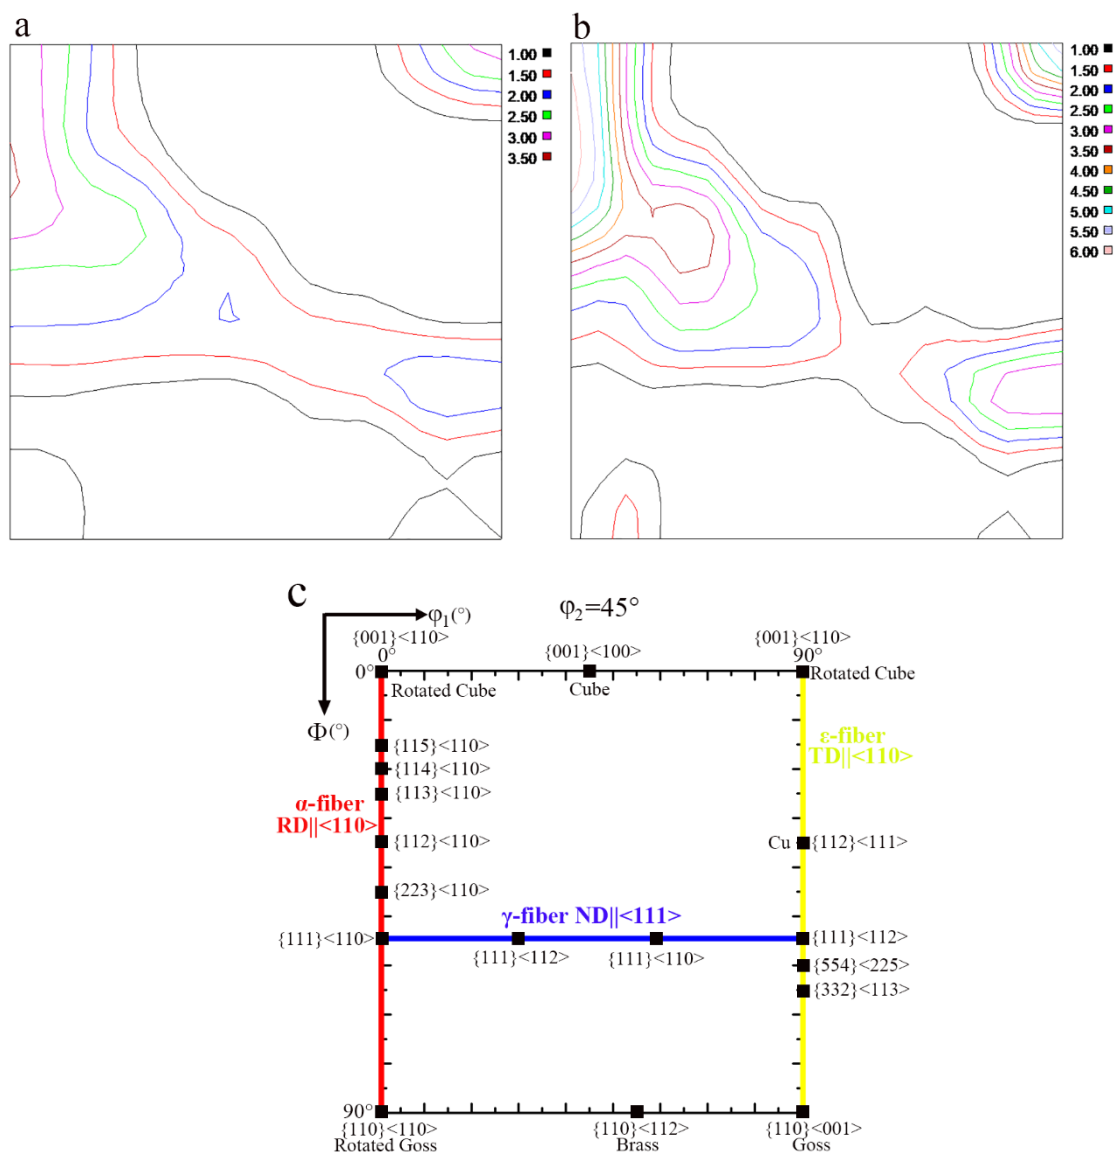 a
1.00
1.50
2.00
2.50
3.00
3.50
b
1.00
1.50
2.00
2.50
3.00
3.50
4.00
4.50
5.00
5.50
6.00
c
φ₁(°)
φ₂=45°
{001}<110>
{001}<110>
0°
{001}<100>
90°
0°
Rotated Cube
Rotated Cube
Cube
Φ(°)
ε-fiber
TD||<110>
{115}<110>
{114}<110>
{113}<110>
α-fiber
RD||<110>
{112}<110>
Cu
{112}<111>
{223}<110>
γ-fiber ND||<111>
{111}<110>
{111}<112>
{111}<112>
{111}<110>
{554}<225>
{332}<113>
90°
{110}<110>
{110}<112>
{110}<001>
Rotated Goss
Brass
Goss